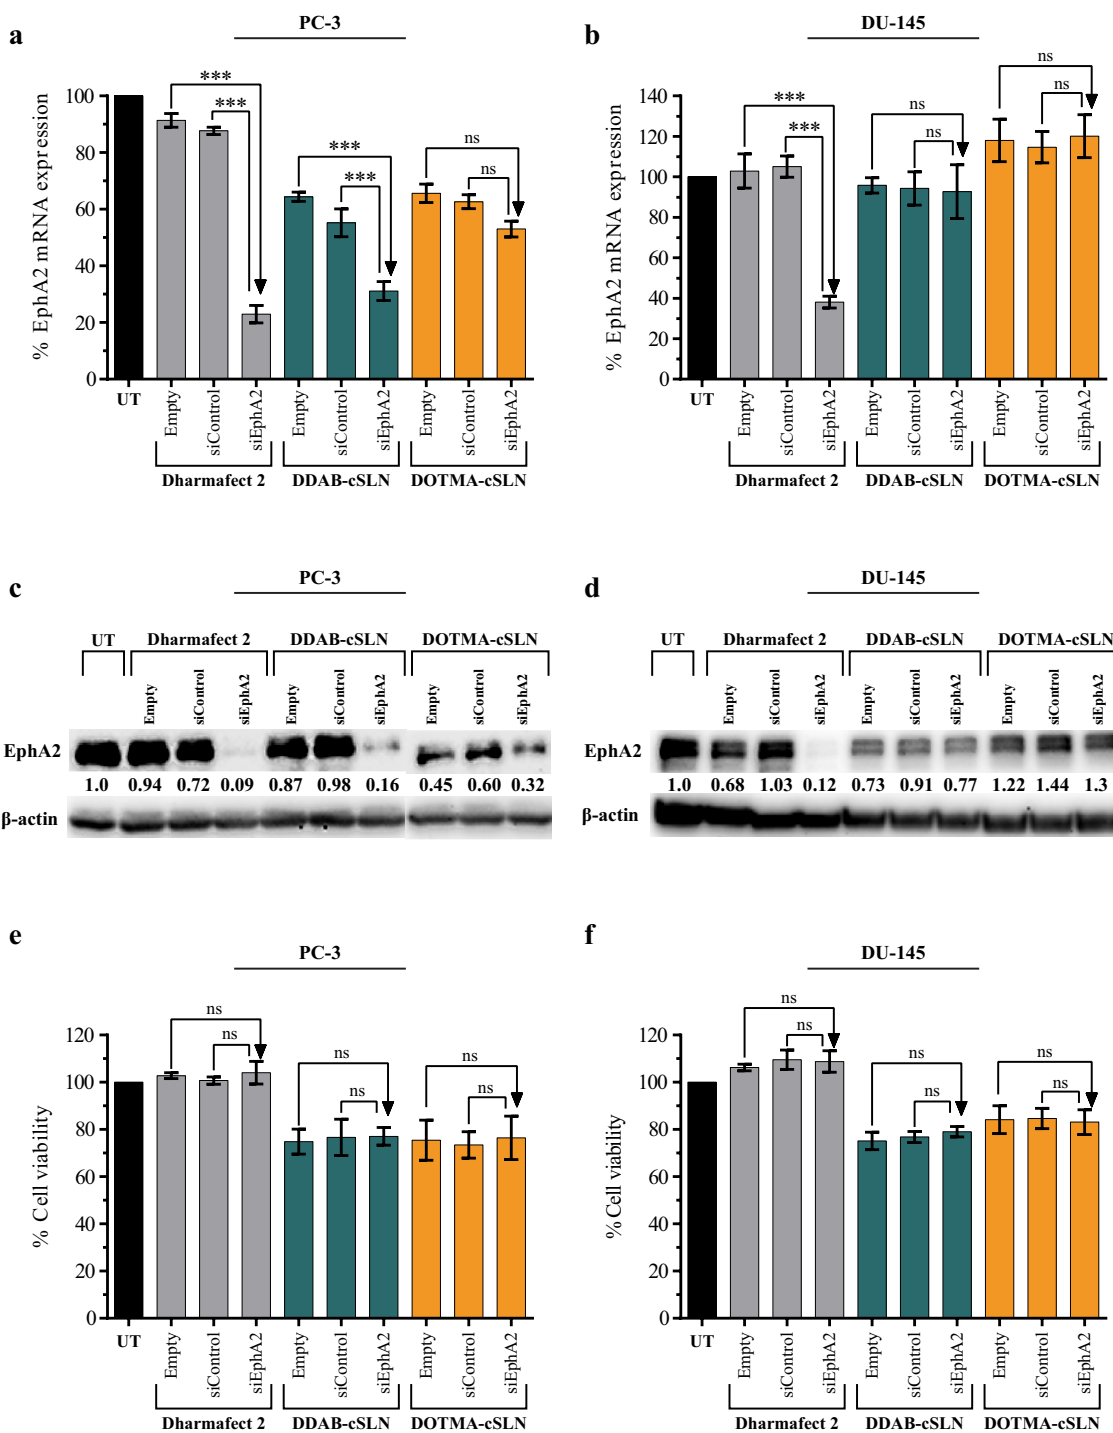 a
PC-3
% EphA2 mRNA expression
100
80
60
40
20
0
***
***
***
***
ns
ns
UT
Empty
siControl
siEphA2
Empty
siControl
siEphA2
Empty
siControl
siEphA2
Dharmafect 2
DDAB-cSLN
DOTMA-cSLN
b
DU-145
% EphA2 mRNA expression
140
120
100
80
60
40
20
0
***
***
ns
ns
ns
ns
UT
Empty
siControl
siEphA2
Empty
siControl
siEphA2
Empty
siControl
siEphA2
Dharmafect 2
DDAB-cSLN
DOTMA-cSLN
c
PC-3
UT
Dharmafect 2
DDAB-cSLN
DOTMA-cSLN
Empty
siControl
siEphA2
Empty
siControl
siEphA2
Empty
siControl
siEphA2
EphA2
1.0 0.94 0.72 0.09 0.87 0.98 0.16 0.45 0.60 0.32
β-actin
d
DU-145
UT
Dharmafect 2
DDAB-cSLN
DOTMA-cSLN
Empty
siControl
siEphA2
Empty
siControl
siEphA2
Empty
siControl
siEphA2
EphA2
1.0 0.68 1.03 0.12 0.73 0.91 0.77 1.22 1.44 1.3
β-actin
e
PC-3
% Cell viability
120
100
80
60
40
20
0
ns
ns
ns
ns
ns
ns
UT
Empty
siControl
siEphA2
Empty
siControl
siEphA2
Empty
siControl
siEphA2
Dharmafect 2
DDAB-cSLN
DOTMA-cSLN
f
DU-145
% Cell viability
120
100
80
60
40
20
0
ns
ns
ns
ns
ns
ns
UT
Empty
siControl
siEphA2
Empty
siControl
siEphA2
Empty
siControl
siEphA2
Dharmafect 2
DDAB-cSLN
DOTMA-cSLN